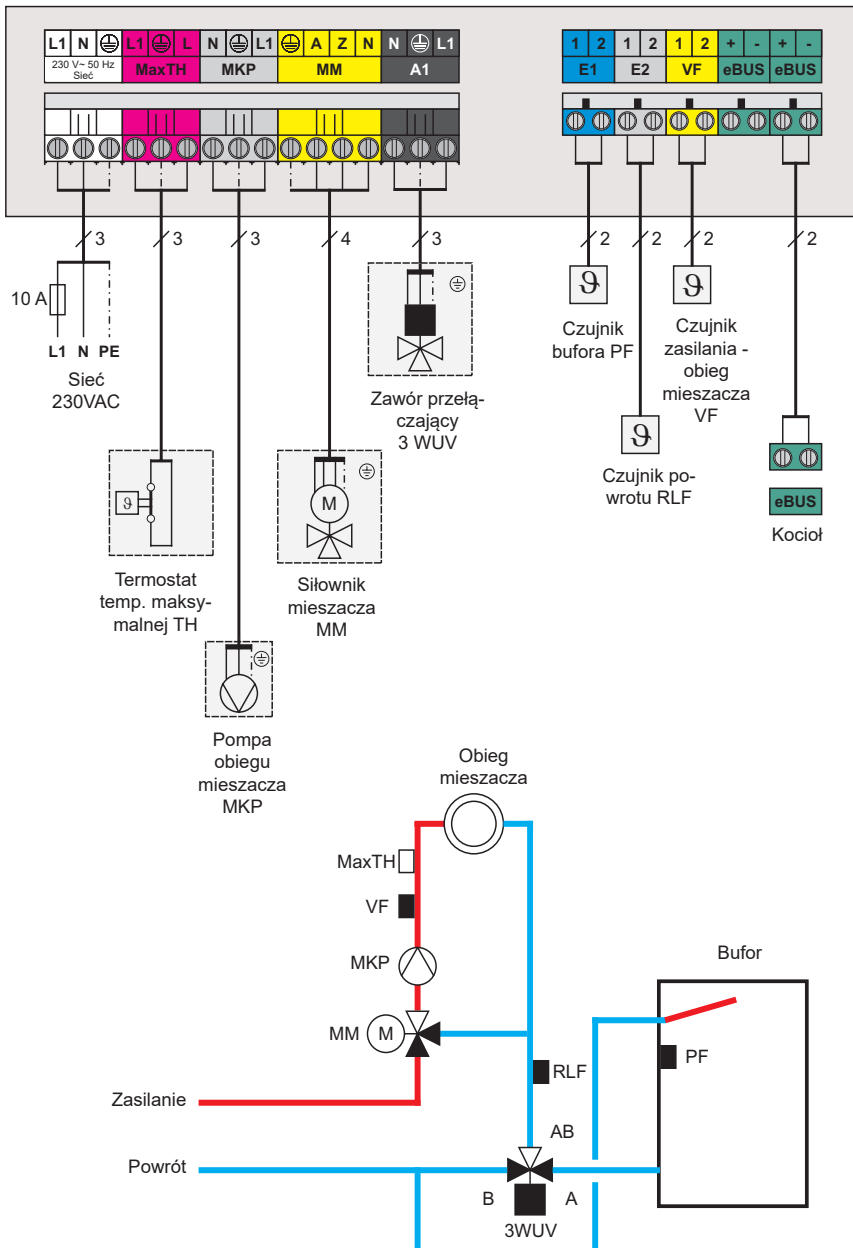 L1 N L1 L N L1 A Z N N L1
230 V~ 50 Hz
Sieć
MaxTH MKP MM A1
1 2 1 2 1 2 + - + -
E1 E2 VF eBUS eBUS
3 3 3 4 3 2 2 2 2
10 A
L1 N PE
Sieć
230VAC
ϑ
Termostat
temp. maksy-
malnej TH
Pompa
obiegu
mieszacza
MKP
M
Siłownik
mieszacza
MM
Zawór przełą-
czający
3 WUV
ϑ
Czujnik
bufora PF
ϑ
Czujnik po-
wrotu RLF
ϑ
Czujnik
zasilania -
obieg
mieszacza
VF
eBUS
Kocioł
Obieg
mieszacza
MaxTH
VF
MKP
MM M
Zasilanie
Powrót
RLF
AB
B A
3WUV
Bufor
PF